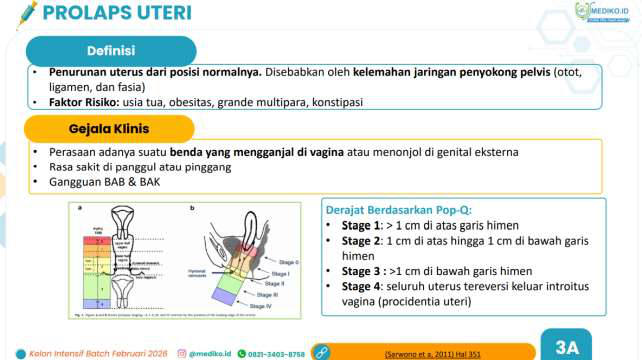 PROLAPS UTERI
MEDIKO.ID
Definisi
• Penurunan uterus dari posisi normalnya. Disebabkan oleh kelemahan jaringan penyokong pelvis (otot,
ligamen, dan fasia)
• Faktor Risiko: usia tua, obesitas, grande multipara, konstipasi
Gejala Klinis
• Perasaan adanya suatu benda yang mengganjal di vagina atau menonjol di genital eksterna
• Rasa sakit di panggul atau pinggang
• Gangguan BAB & BAK
a
b
Stage 0
Stage I
Stage II
Stage III
Stage IV
Hymenal
Derajat Berdasarkan Pop-Q:
• Stage 1: > 1 cm di atas garis himen
• Stage 2: 1 cm di atas hingga 1 cm di bawah garis
himen
• Stage 3 : >1 cm di bawah garis himen
• Stage 4: seluruh uterus tereversi keluar introitus
vagina (procidentia uteri)
Kelon Intensif Batch Februari 2026
@mediko.id
0821-3403-8758
(Sarwono et a, 2011) Hal 351
3A